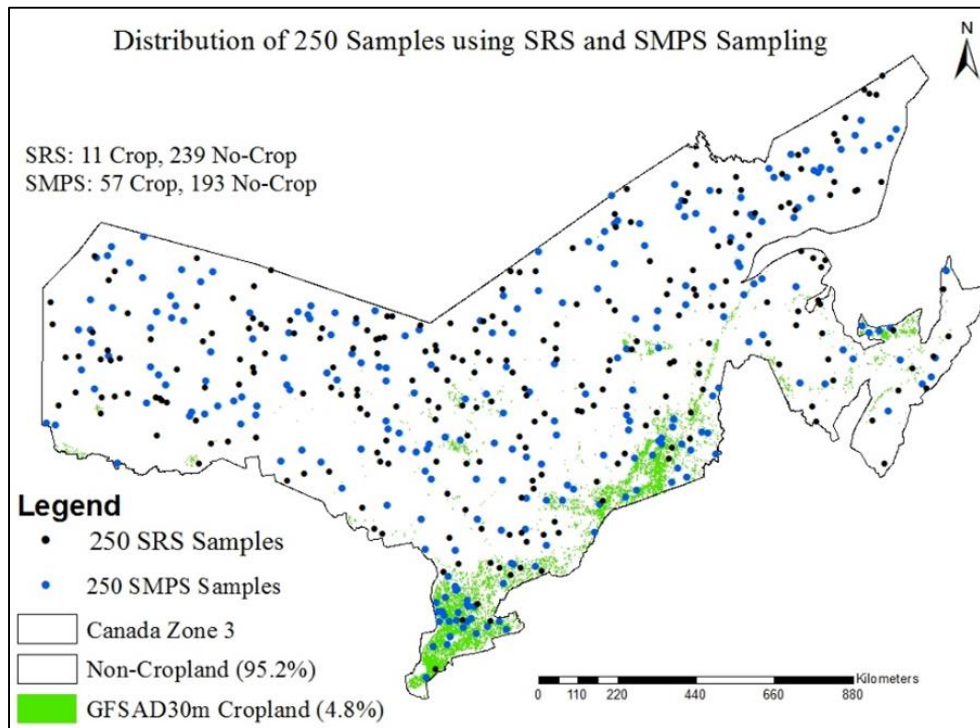 Distribution of 250 Samples using SRS and SMPS Sampling
N
SRS: 11 Crop, 239 No-Crop
SMPS: 57 Crop, 193 No-Crop
Legend
250 SRS Samples
250 SMPS Samples
Canada Zone 3
Non-Cropland (95.2%)
GFSAD30m Cropland (4.8%)
Kilometers
0 110 220 440 660 880